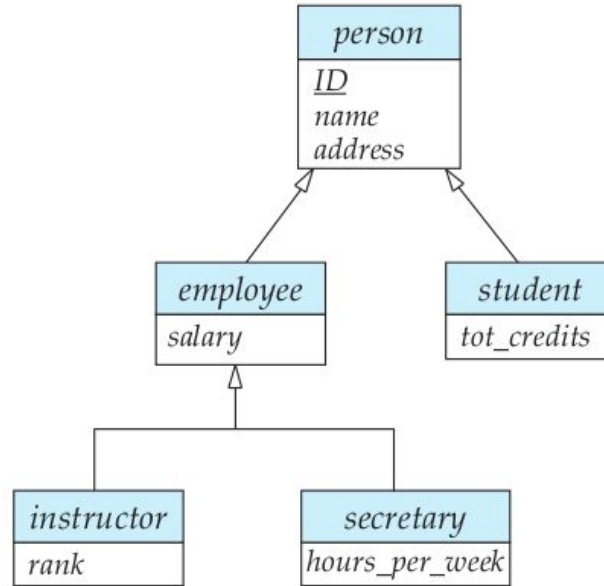 person
ID
name
address
employee
salary
student
tot_credits
instructor
rank
secretary
hours_per_week